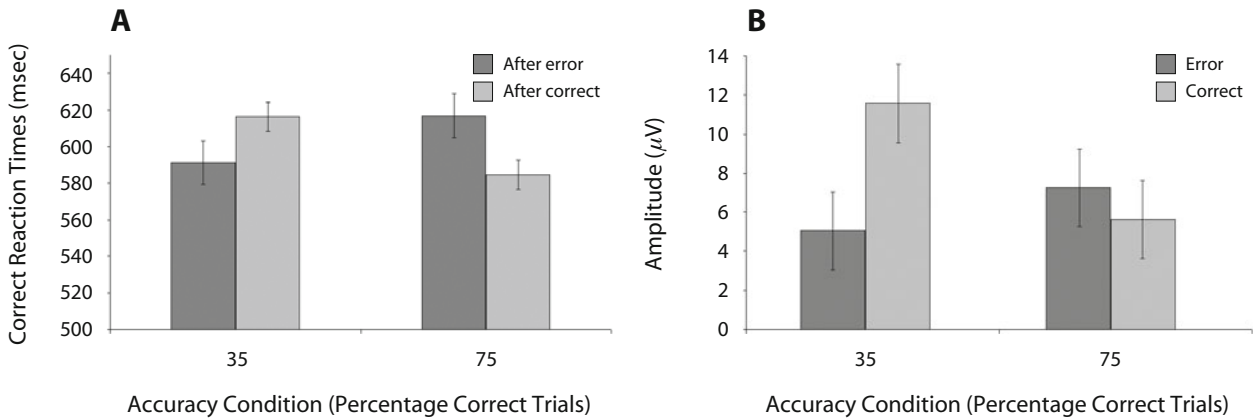 A
Correct Reaction Times (msec)
640
620
600
580
560
540
520
500
After error
After correct
35
75
Accuracy Condition (Percentage Correct Trials)
B
Amplitude (µV)
14
12
10
8
6
4
2
0
Error
Correct
35
75
Accuracy Condition (Percentage Correct Trials)